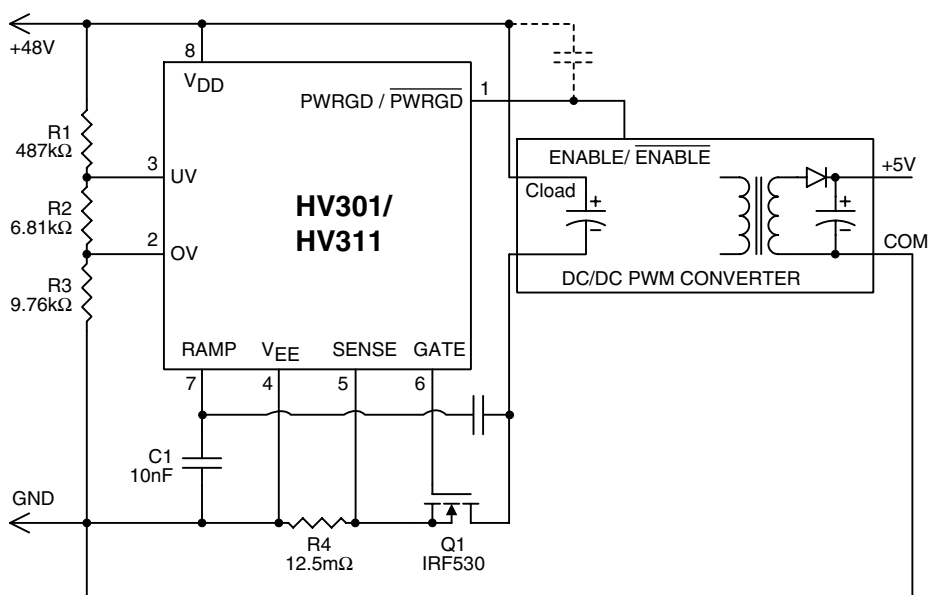 +48V
8
VDD
PWRGD / PWRGD
1
R1
487kΩ
3
UV
ENABLE/ ENABLE
+5V
Cload
+
+
R2
6.81kΩ
HV301/
HV311
2
OV
−
−
COM
R3
9.76kΩ
DC/DC PWM CONVERTER
RAMP
VEE
SENSE
GATE
7
4
5
6
C1
10nF
GND
R4
12.5mΩ
Q1
IRF530